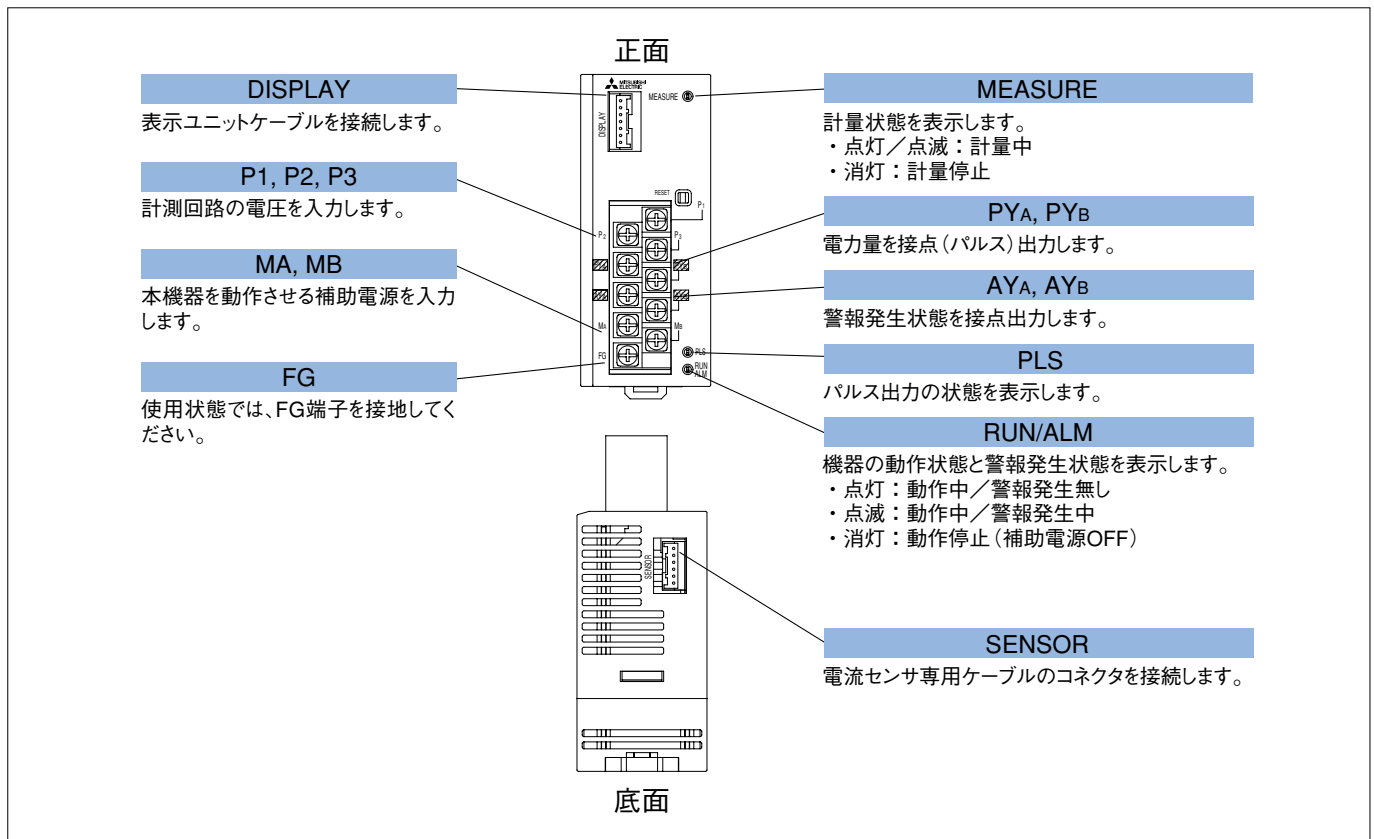 正面
DISPLAY
表示ユニットケーブルを接続します。
P1, P2, P3
計測回路の電圧を入力します。
MA, MB
本機器を動作させる補助電源を入力
します。
FG
使用状態では、FG端子を接地してく
ださい。
MITSUBISHI
ELECTRIC
MEASURE
DISPLAY
RESET
P1
P2
P3
MA
MB
FG
PLS
RUN
ALM
MEASURE
計量状態を表示します。
・点灯／点滅：計量中
・消灯：計量停止
PYA, PYB
電力量を接点（パルス）出力します。
AYA, AYB
警報発生状態を接点出力します。
PLS
パルス出力の状態を表示します。
RUN/ALM
機器の動作状態と警報発生状態を表示します。
・点灯：動作中／警報発生無し
・点滅：動作中／警報発生中
・消灯：動作停止（補助電源OFF）
SENSOR
SENSOR
電流センサ専用ケーブルのコネクタを接続します。
底面